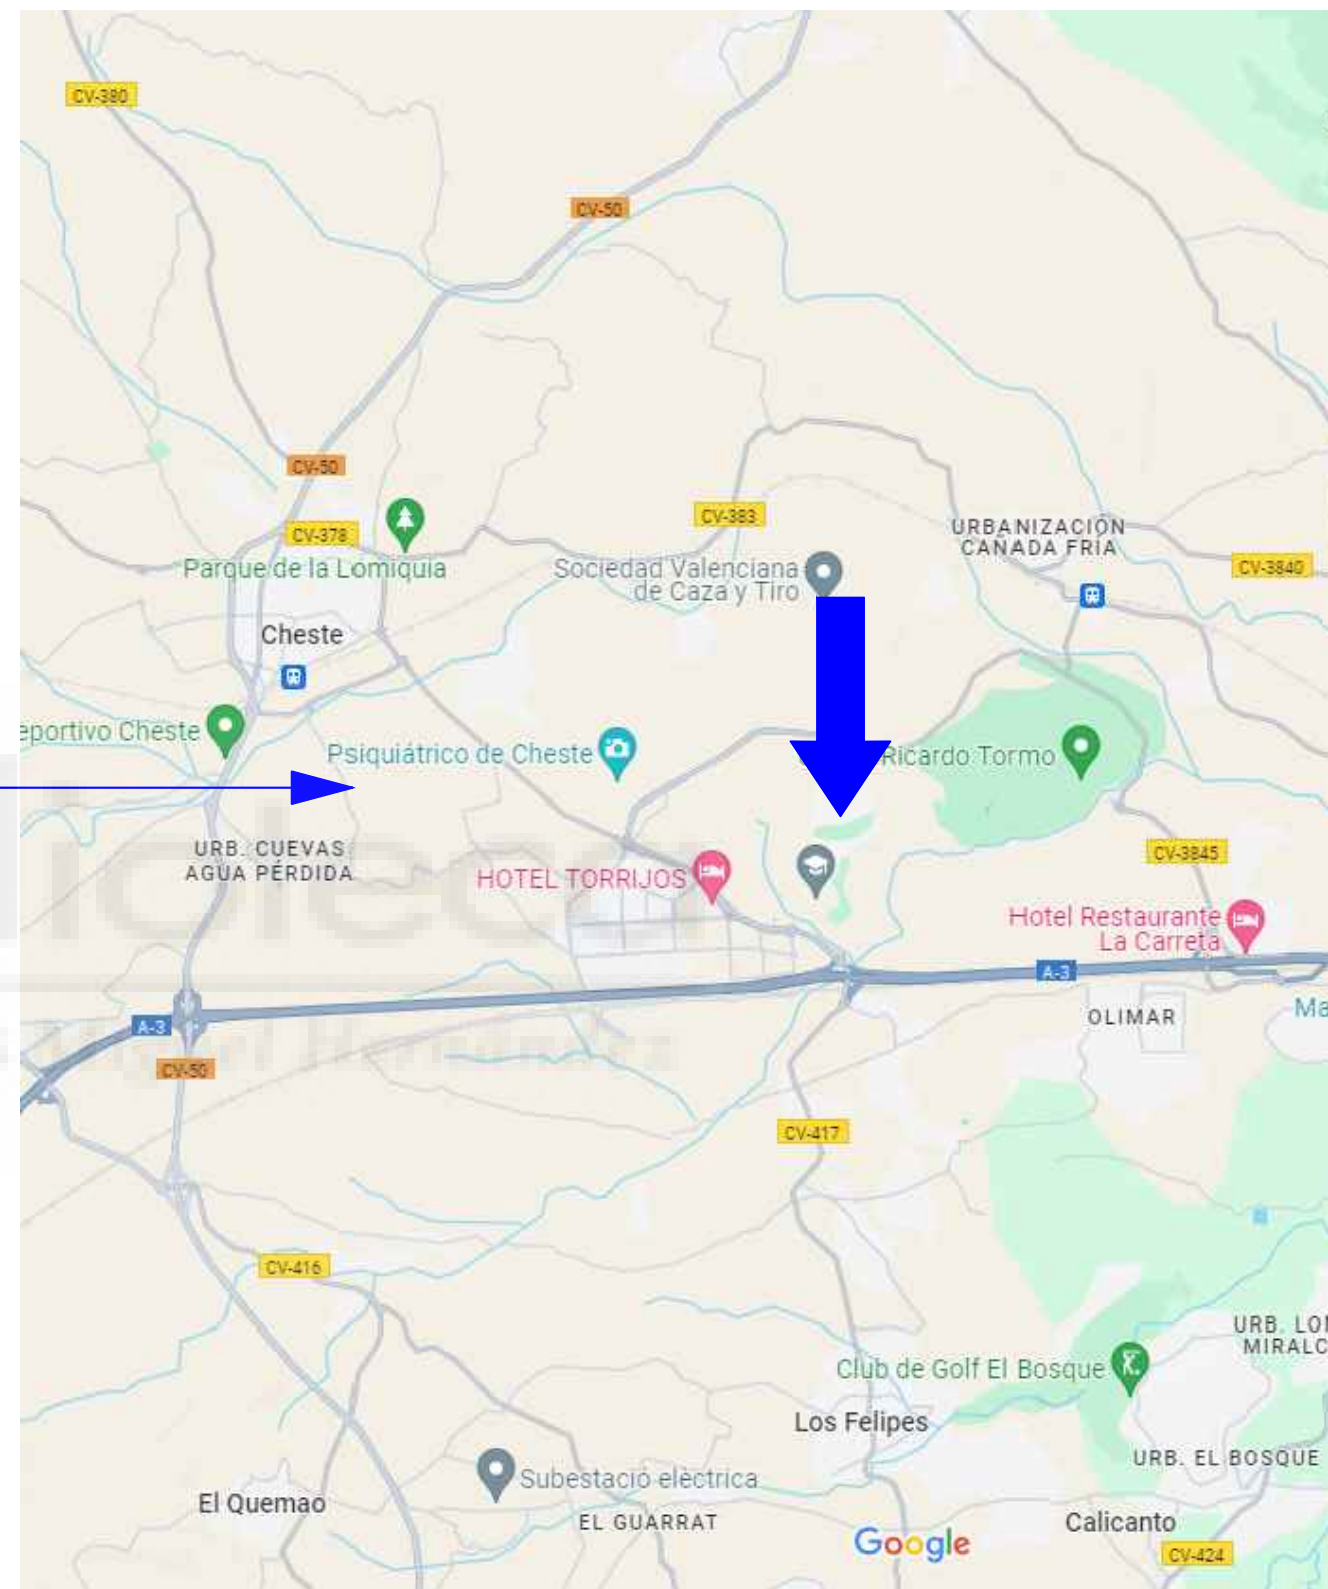 CV-380
CV-50
CV-50
CV-378
CV-383
URBANIZACIÓN
CAÑADA FRÍA
CV-3840
Parque de la Lomiquia
Sociedad Valenciana
de Caza y Tiro
Cheste
eportivo Cheste
Psiquiátrico de Cheste
Ricardo Tormo
URB. CUEVAS
AGUA PÉRDIDA
CV-3845
HOTEL TORRIJOS
Hotel Restaurante
La Carreta
A-3
A-3
OLIMAR
Ma
CV-50
Miguel Hernández
CV-417
CV-416
URB. LO
MIRALC
Club de Golf El Bosque
Los Felipes
URB. EL BOSQUE
Subestació elèctrica
El Quemao
EL GUARRAT
Calicanto
Google
CV-424